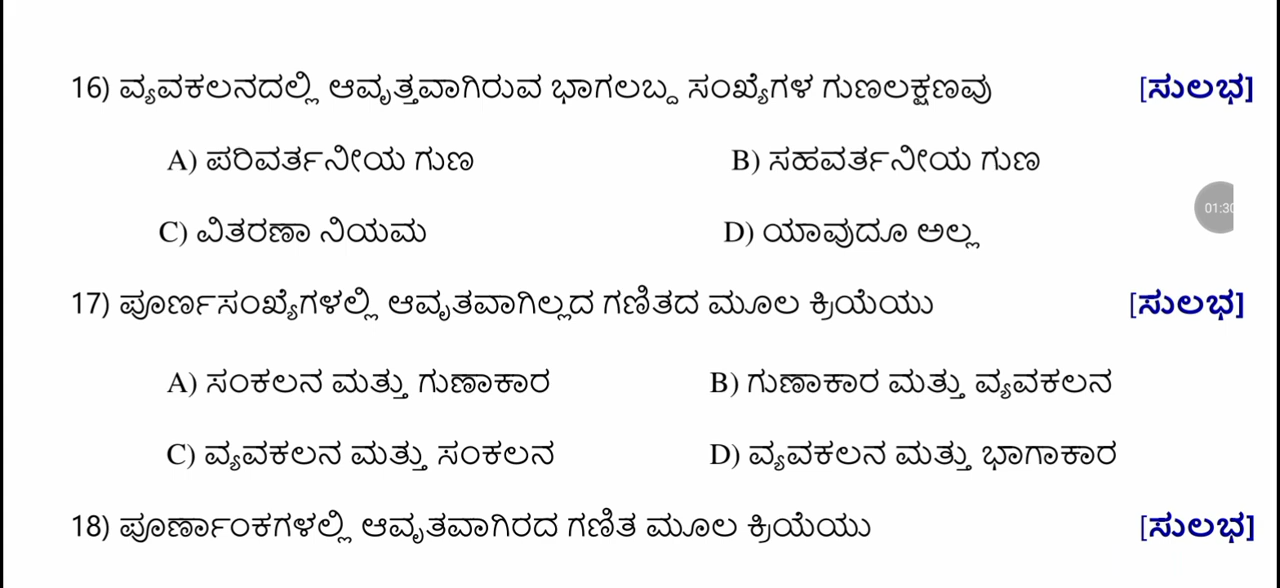 16) ವ್ಯವಕಲನದಲ್ಲಿ ಆವೃತ್ತವಾಗಿರುವ ಭಾಗಲಬ್ದ ಸಂಖ್ಯೆಗಳ ಗುಣಲಕ್ಷಣವು [ಸುಲಭ]
A) ಪರಿವರ್ತನೀಯ ಗುಣ B) ಸಹವರ್ತನೀಯ ಗುಣ
01:30
C) ವಿತರಣಾ ನಿಯಮ D) ಯಾವುದೂ ಅಲ್ಲ
17) ಪೂರ್ಣಸಂಖ್ಯೆಗಳಲ್ಲಿ ಆವೃತವಾಗಿಲ್ಲದ ಗಣಿತದ ಮೂಲ ಕ್ರಿಯೆಯು [ಸುಲಭ]
A) ಸಂಕಲನ ಮತ್ತು ಗುಣಾಕಾರ B) ಗುಣಾಕಾರ ಮತ್ತು ವ್ಯವಕಲನ
C) ವ್ಯವಕಲನ ಮತ್ತು ಸಂಕಲನ D) ವ್ಯವಕಲನ ಮತ್ತು ಭಾಗಾಕಾರ
18) ಪೂರ್ಣಾಂಕಗಳಲ್ಲಿ ಆವೃತವಾಗಿರದ ಗಣಿತ ಮೂಲ ಕ್ರಿಯೆಯು [ಸುಲಭ]